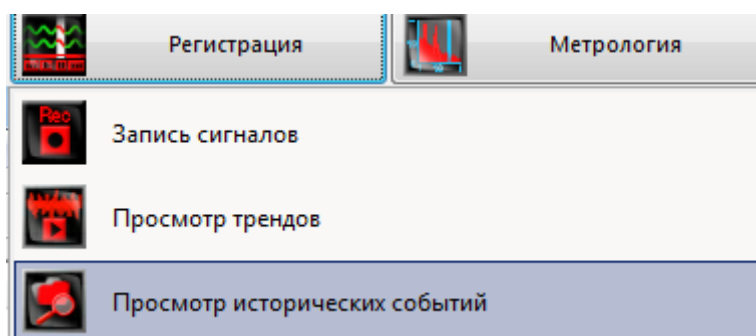 Регистрация
Метрология
Rec
Запись сигналов
Просмотр трендов
Просмотр исторических событий